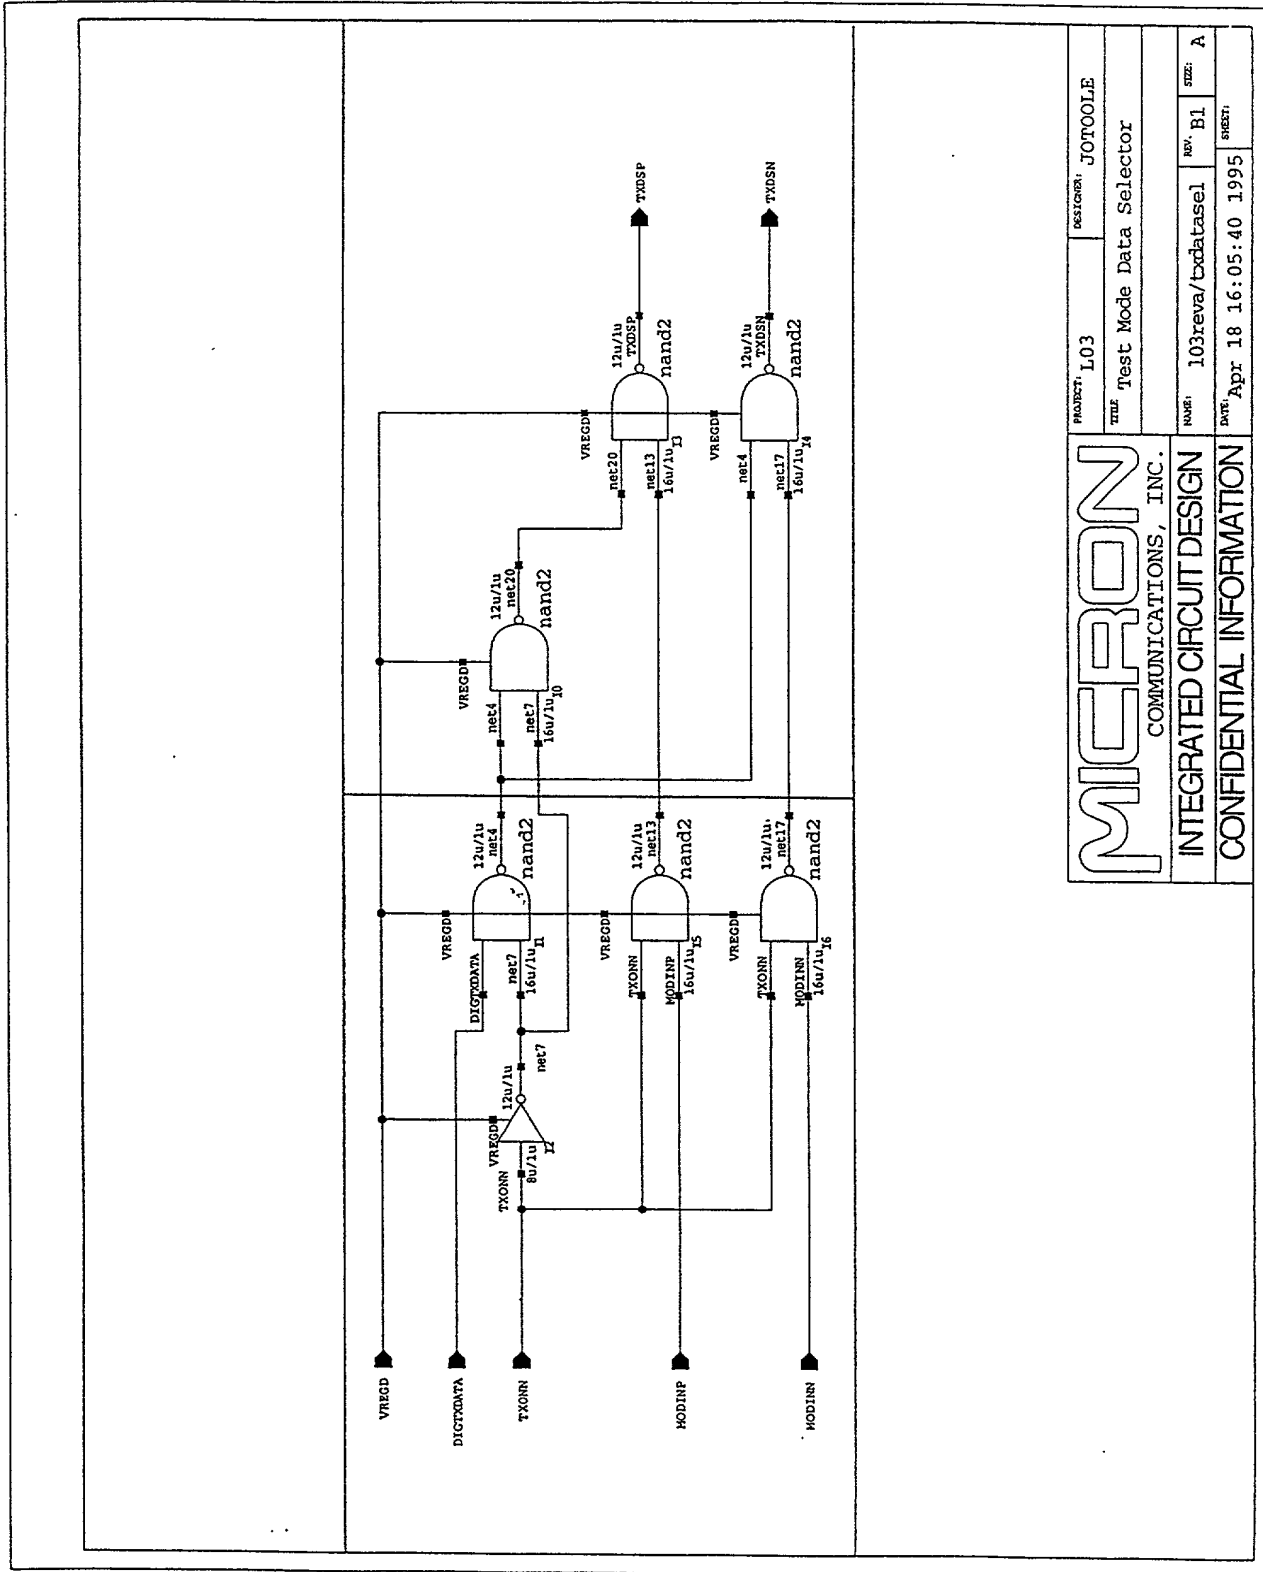 VREGD
DIGTXDATA
TXONN
MODINP
MODINN
TXONN
VREGD
12u/1u
8u/1u
I2
net7
DIGTXDATA
net7
16u/1u
I1
VREGD
12u/1u
net4
nand2
TXONN
MODINP
16u/1u
I5
VREGD
12u/1u
net13
nand2
TXONN
MODINN
16u/1u
I6
VREGD
12u/1u
net17
nand2
net4
net7
16u/1u
I0
VREGD
12u/1u
net20
nand2
net20
net13
16u/1u
I3
VREGD
12u/1u
TXDSP
nand2
TXDSP
net4
net17
16u/1u
I4
VREGD
12u/1u
TXDSN
nand2
TXDSN
MICRON
COMMUNICATIONS, INC.
INTEGRATED CIRCUIT DESIGN
CONFIDENTIAL INFORMATION
PROJECT: L03
DESIGNER: JOTOOLE
TITLE Test Mode Data Selector
NAME: 103reva/txdatasel
REV. B1
SIZE: A
DATE: Apr 18 16:05:40 1995
SHEET: